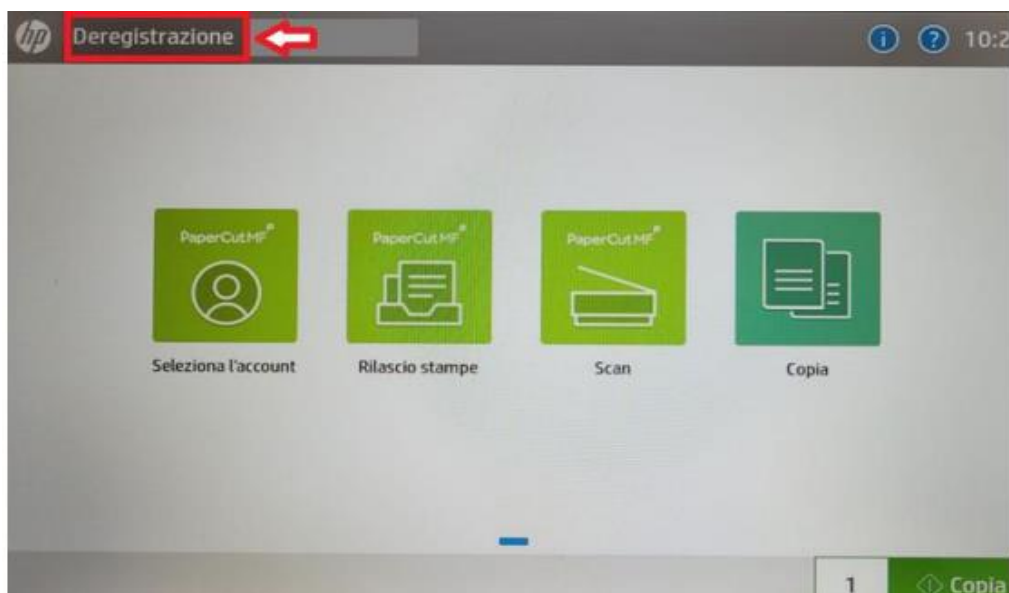 hp
Deregistrazione
10:2
PaperCut MF
PaperCut MF
PaperCut MF
Seleziona l'account
Rilascio stampe
Scan
Copia
1
Copia